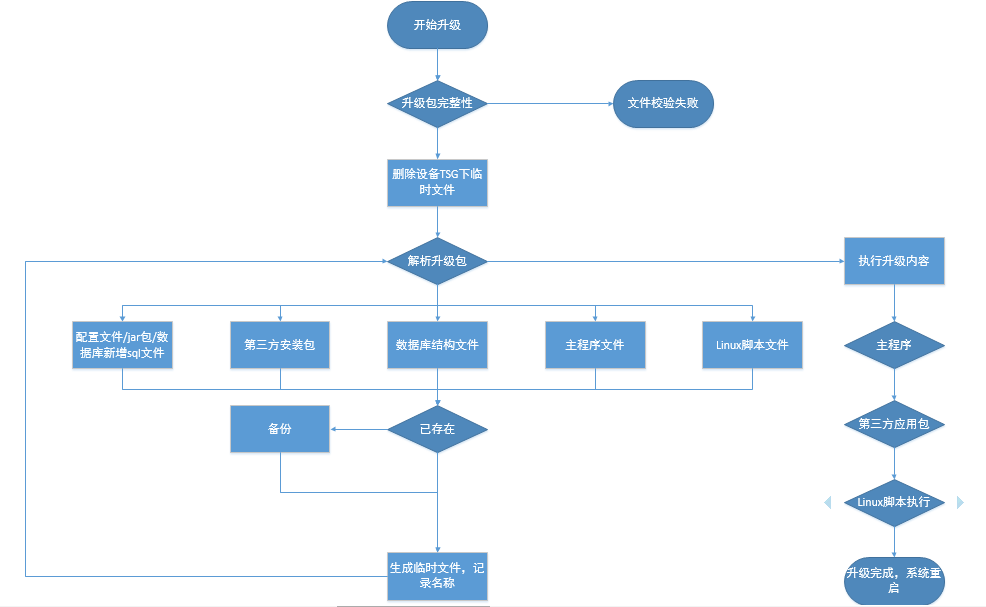 开始升级
升级包完整性
文件校验失败
删除设备TSG下临
时文件
解析升级包
执行升级内容
配置文件/jar包/数
据库新增sql文件
第三方安装包
数据库结构文件
主程序文件
Linux脚本文件
主程序
备份
已存在
第三方应用包
Linux脚本执行
生成临时文件，记
录名称
升级完成，系统重
启